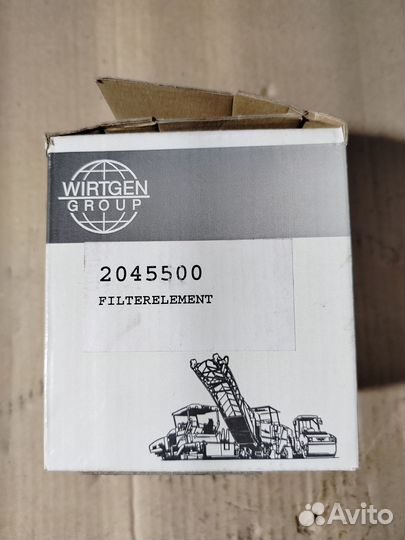 WIRTGEN
GROUP
2045500
FILTERELEMENT
Avito